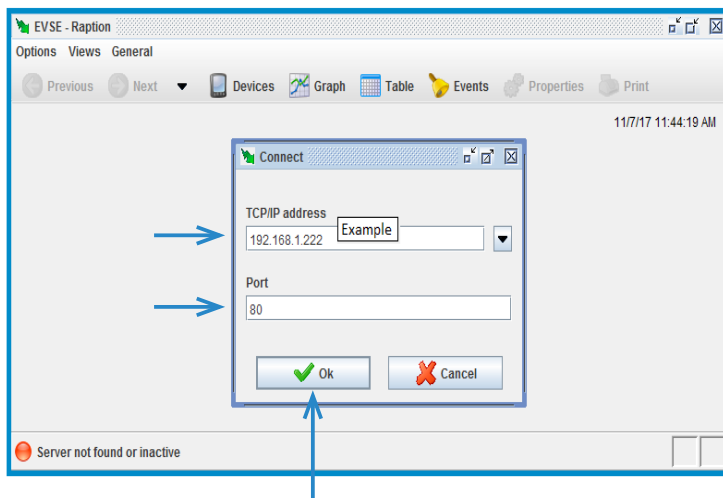 EVSE - Raption
Options Views General
Previous Next Devices Graph Table Events Properties Print
11/7/17 11:44:19 AM
Connect
TCP/IP address
Example
192.168.1.222
Port
80
Ok Cancel
Server not found or inactive